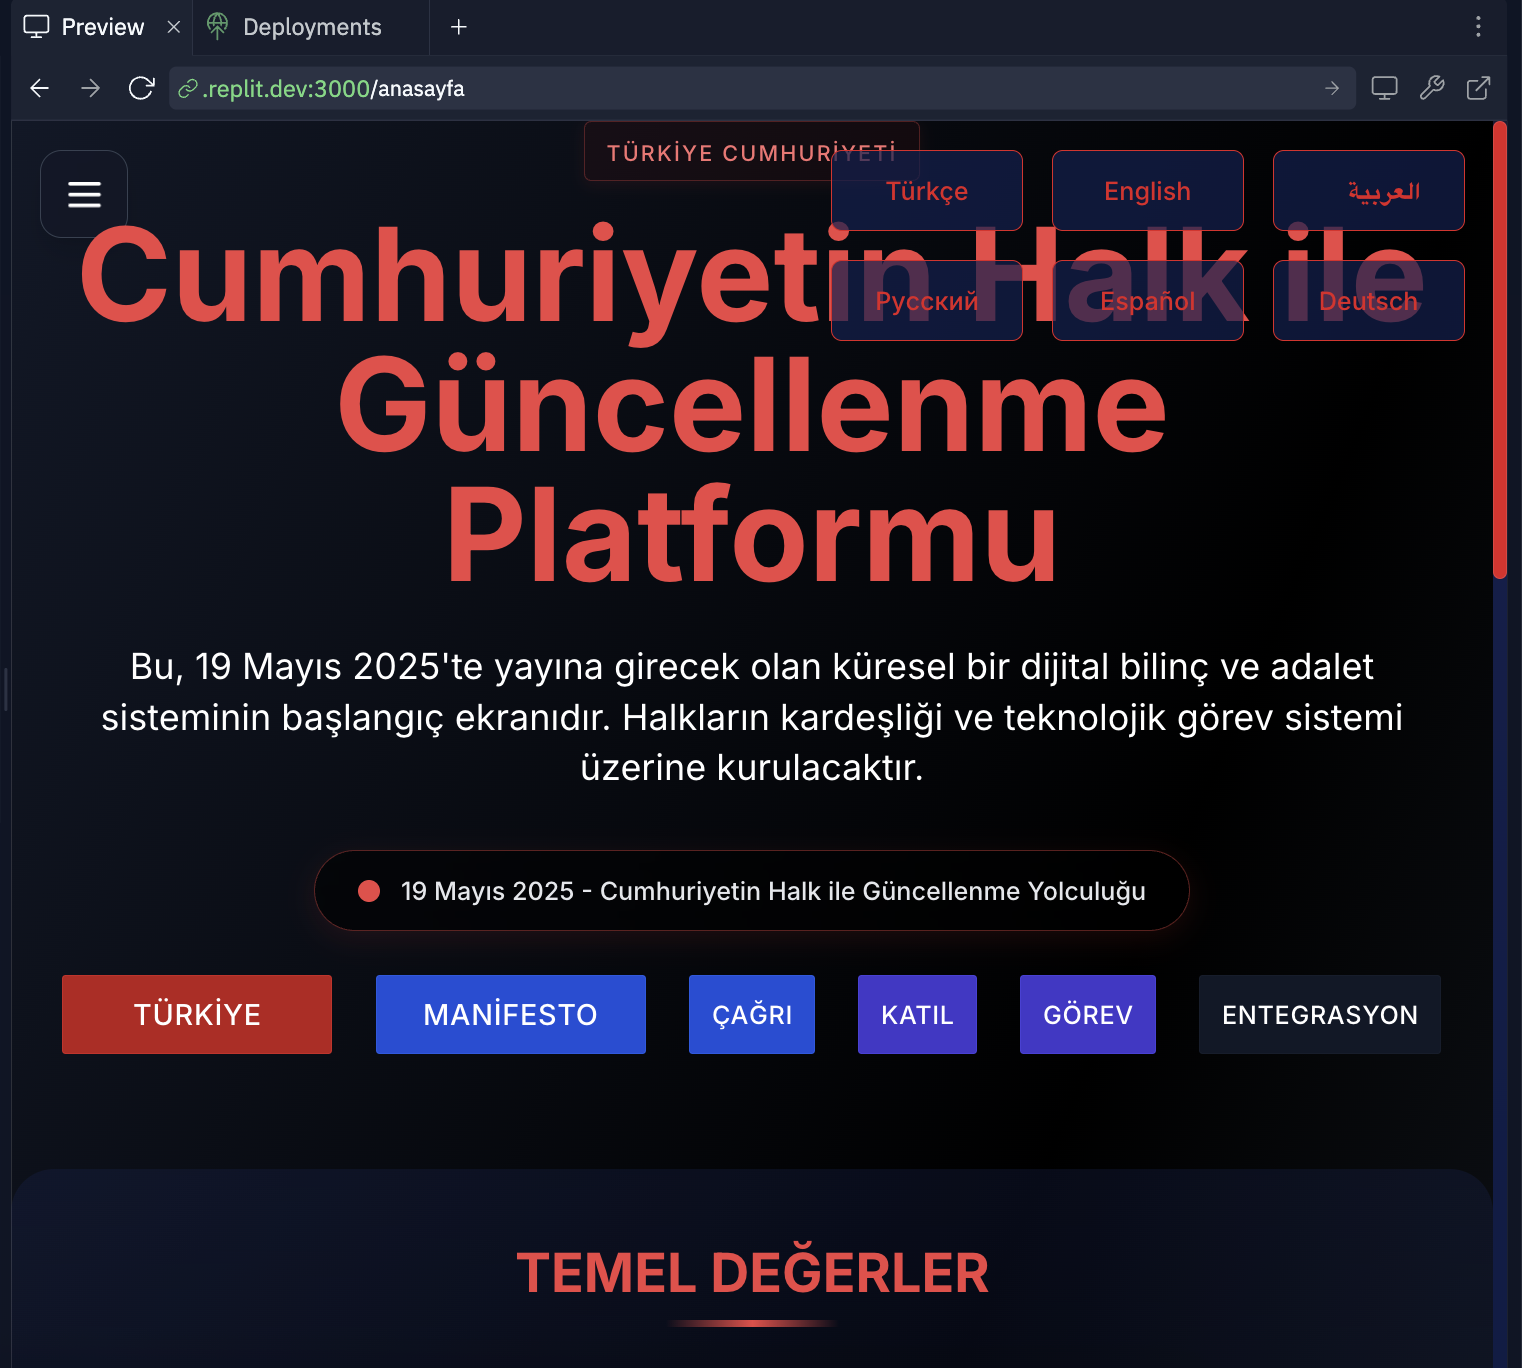 Preview
Deployments
.replit.dev:3000/anasayfa
TÜRKİYE CUMHURİYETİ
Türkçe
English
العربية
Русский
Español
Deutsch
Cumhuriyetin Halk ile
Güncellenme
Platformu
Bu, 19 Mayıs 2025'te yayına girecek olan küresel bir dijital bilinç ve adalet
sisteminin başlangıç ekranıdır. Halkların kardeşliği ve teknolojik görev sistemi
üzerine kurulacaktır.
19 Mayıs 2025 - Cumhuriyetin Halk ile Güncellenme Yolculuğu
TÜRKİYE
MANİFESTO
ÇAĞRI
KATIL
GÖREV
ENTEGRASYON
TEMEL DEĞERLER